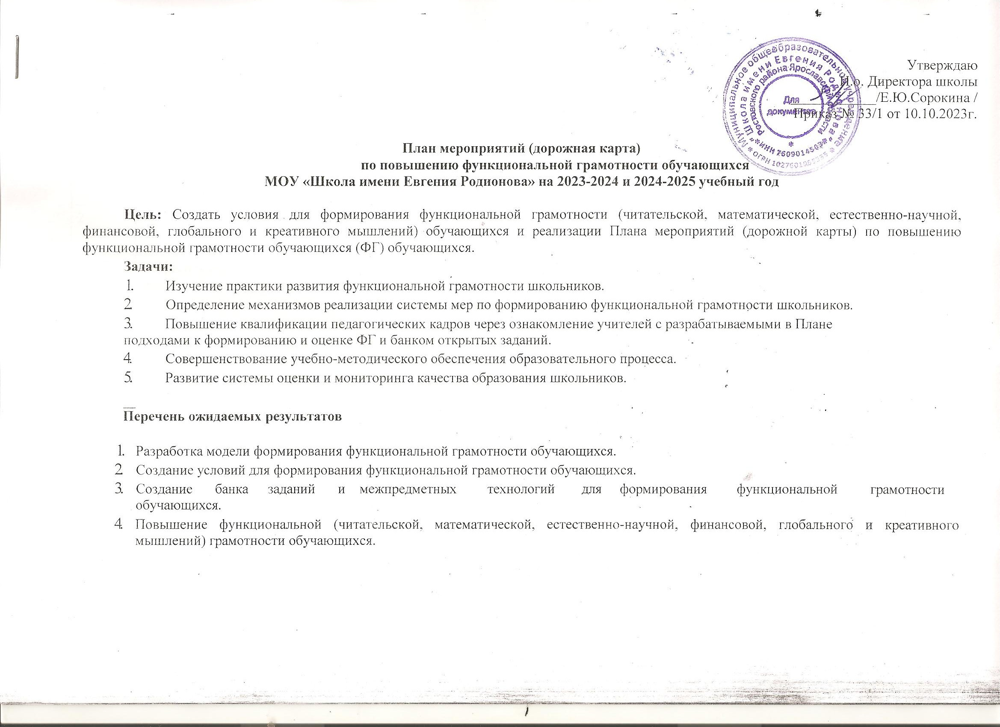 Утверждаю
И.о. Директора школы
/Е.Ю.Сорокина /
Приказ № 33/1 от 10.10.2023г.
Муниципальное общеобразовательное учреждение
"Школа имени Евгения Родионова"
Ростовского района Ярославской области
* ИНН 7609014503 *
* ОГРН
Для
документов
План мероприятий (дорожная карта)
по повышению функциональной грамотности обучающихся
МОУ «Школа имени Евгения Родионова» на 2023-2024 и 2024-2025 учебный год
Цель: Создать условия для формирования функциональной грамотности (читательской, математической, естественно-научной,
финансовой, глобального и креативного мышлений) обучающихся и реализации Плана мероприятий (дорожной карты) по повышению
функциональной грамотности обучающихся (ФГ) обучающихся.
Задачи:
1. Изучение практики развития функциональной грамотности школьников.
2 Определение механизмов реализации системы мер по формированию функциональной грамотности школьников.
3. Повышение квалификации педагогических кадров через ознакомление учителей с разрабатываемыми в Плане
подходами к формированию и оценке ФГ и банком открытых заданий.
4. Совершенствование учебно-методического обеспечения образовательного процесса.
5. Развитие системы оценки и мониторинга качества образования школьников.
Перечень ожидаемых результатов
1. Разработка модели формирования функциональной грамотности обучающихся.
2 Создание условий для формирования функциональной грамотности обучающихся.
3. Создание банка заданий и межпредметных технологий для формирования функциональной грамотности
обучающихся.
4. Повышение функциональной (читательской, математической, естественно-научной, финансовой, глобального и креативного
мышлений) грамотности обучающихся.